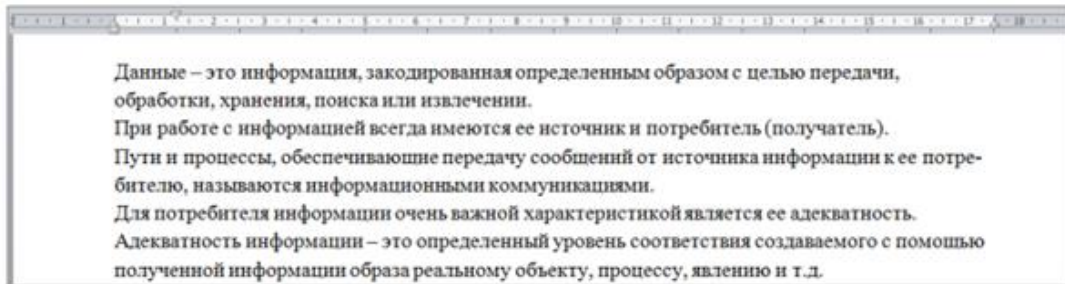 Данные – это информация, закодированная определенным образом с целью передачи,
обработки, хранения, поиска или извлечении.
При работе с информацией всегда имеются ее источник и потребитель (получатель).
Пути и процессы, обеспечивающие передачу сообщений от источника информации к ее потре-
бителю, называются информационными коммуникациями.
Для потребителя информации очень важной характеристикой является ее адекватность.
Адекватность информации – это определенный уровень соответствия создаваемого с помощью
полученной информации образа реальному объекту, процессу, явлению и т.д.